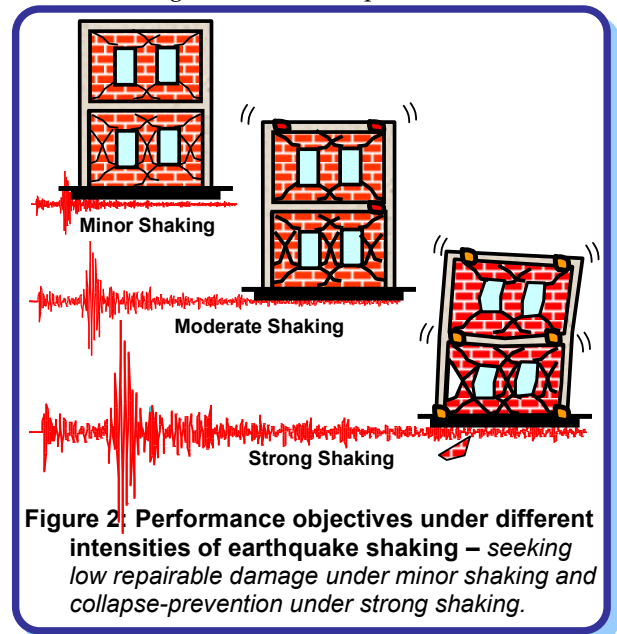 Minor Shaking
Moderate Shaking
Strong Shaking
Figure 2: Performance objectives under different
intensities of earthquake shaking – seeking
low repairable damage under minor shaking and
collapse-prevention under strong shaking.